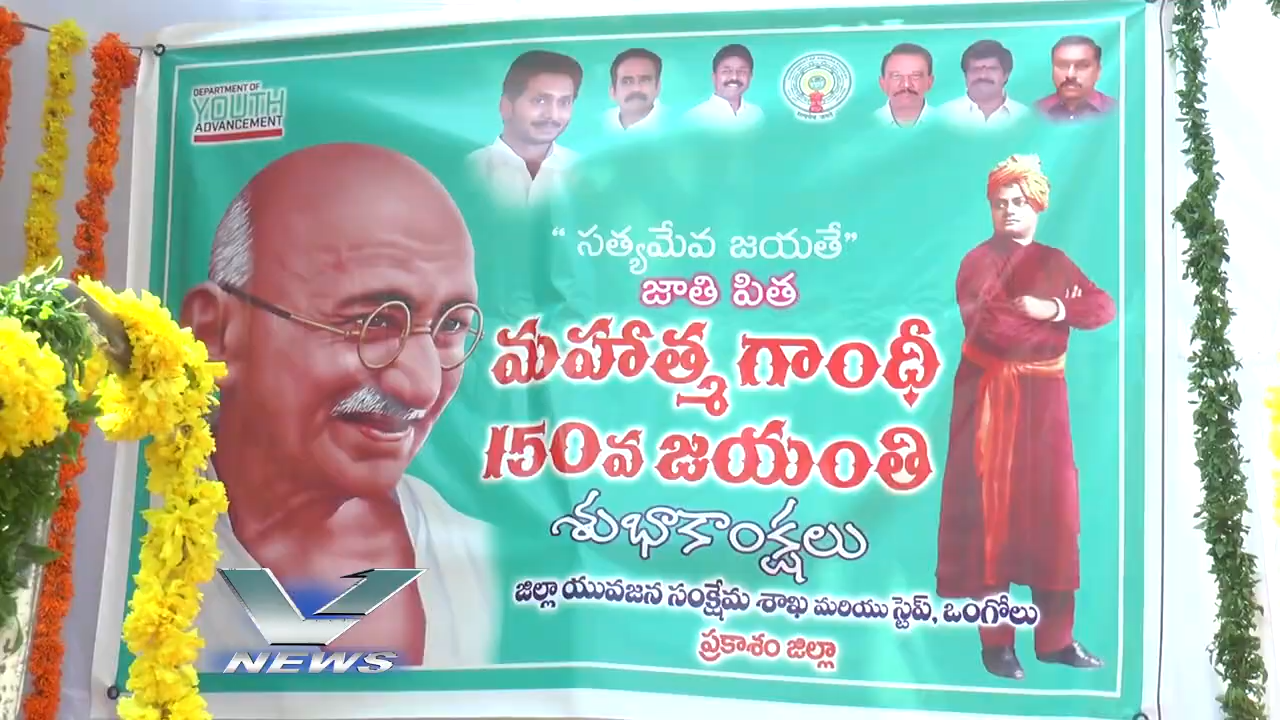 DEPARTMENT OF
YOUTH
ADVANCEMENT
“ సత్యమేవ జయతే”
జాతి పిత
మహాత్మ గాంధీ
150వ జయంతి
శుభాకాంక్షలు
జిల్లా యువజన సంక్షేమ శాఖ మరియు స్టెప్, ఒంగోలు
ప్రకాశం జిల్లా
V
NEWS